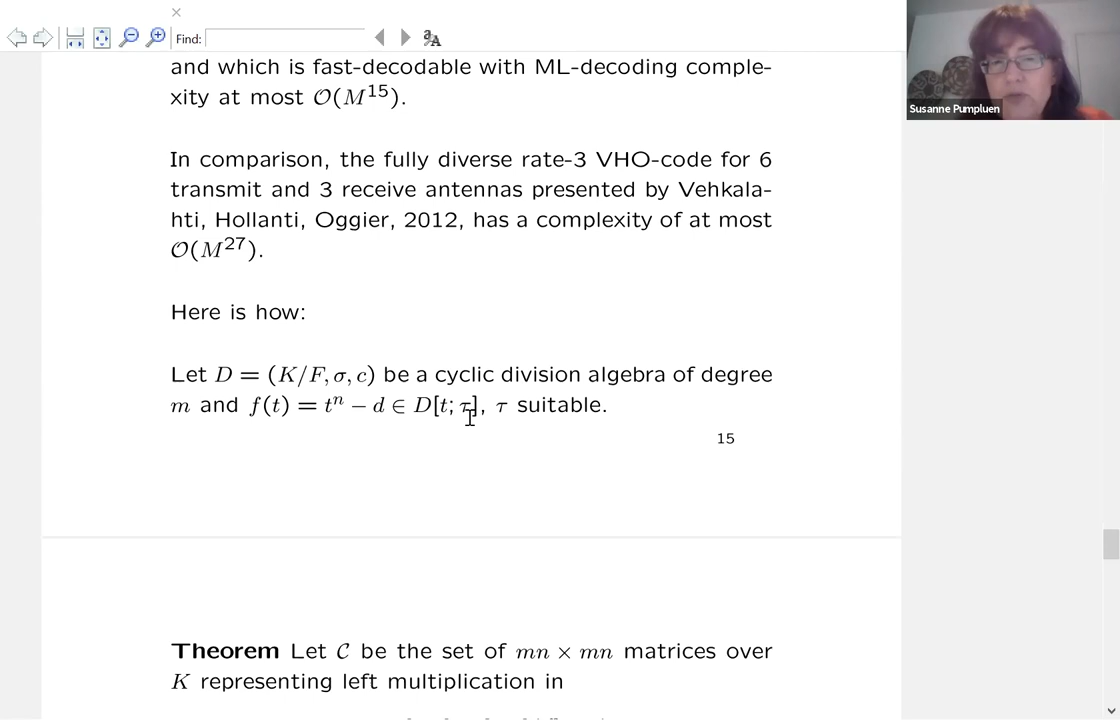 ×
Find:
Susanne Pumpluen
and which is fast-decodable with ML-decoding comple-
xity at most 𝒪(M¹⁵).
In comparison, the fully diverse rate-3 VHO-code for 6
transmit and 3 receive antennas presented by Vehkala-
hti, Hollanti, Oggier, 2012, has a complexity of at most
𝒪(M²⁷).
Here is how:
Let D = (K/F, σ, c) be a cyclic division algebra of degree
m and f(t) = tⁿ − d ∈ D[t; τ], τ suitable.
15
Theorem Let 𝒞 be the set of mn × mn matrices over
K representing left multiplication in